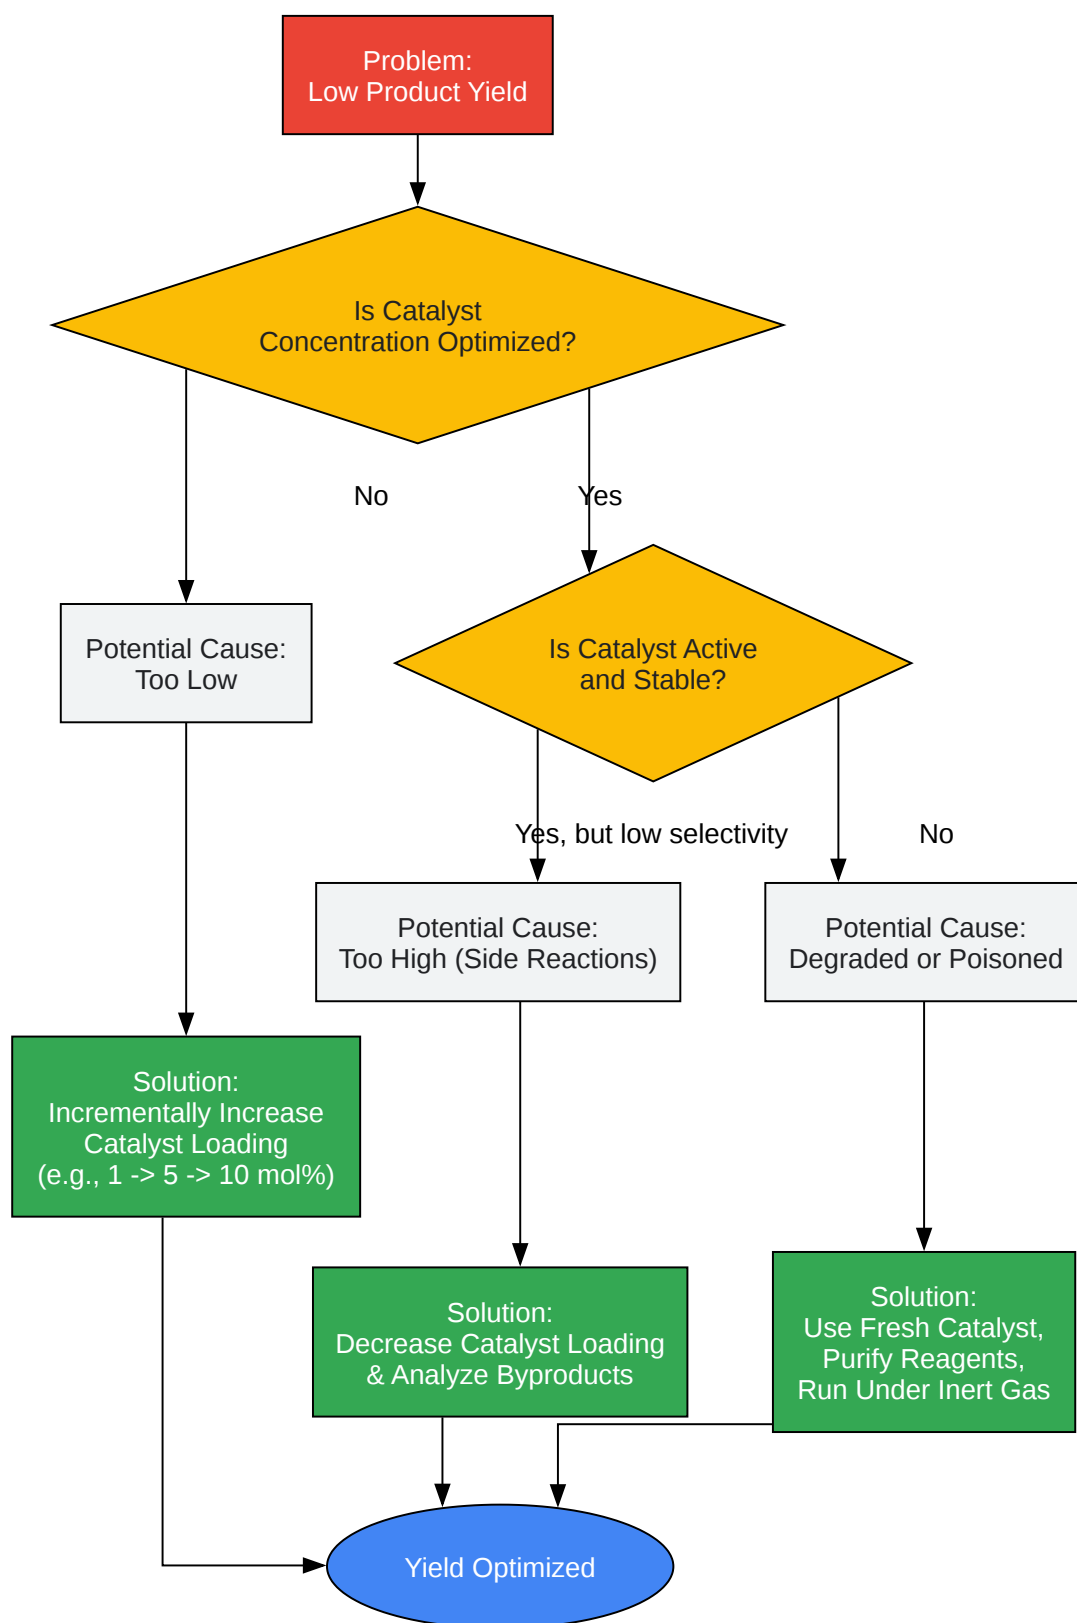 Problem:
Low Product Yield
Is Catalyst
Concentration Optimized?
No
Yes
Potential Cause:
Too Low
Is Catalyst Active
and Stable?
Yes, but low selectivity
No
Potential Cause:
Too High (Side Reactions)
Potential Cause:
Degraded or Poisoned
Solution:
Incrementally Increase
Catalyst Loading
(e.g., 1 -> 5 -> 10 mol%)
Solution:
Decrease Catalyst Loading
& Analyze Byproducts
Solution:
Use Fresh Catalyst,
Purify Reagents,
Run Under Inert Gas
Yield Optimized